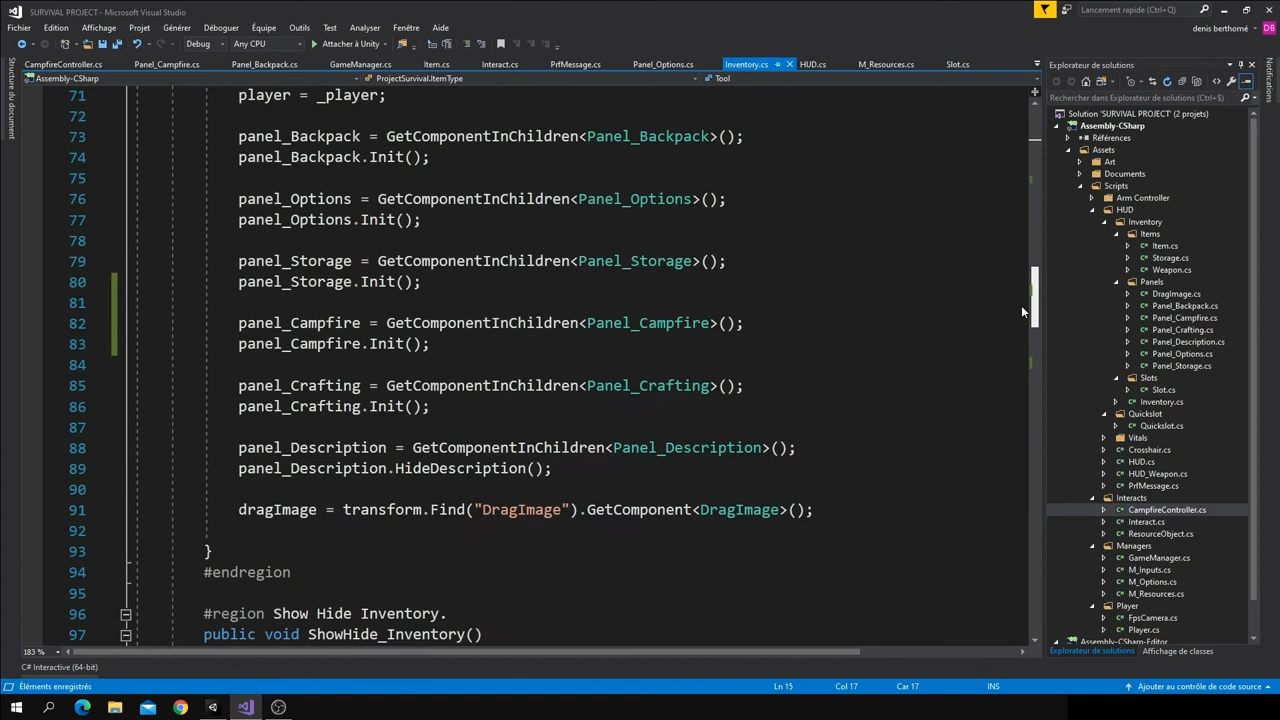 SURVIVAL PROJECT - Microsoft Visual Studio
Lancement rapide (Ctrl+Q)
Fichier Edition Affichage Projet Générer Déboguer Équipe Outils Test Analyser Fenêtre Aide
denis berthomé DB
Debug Any CPU Attacher à Unity
CampfireController.cs Panel_Campfire.cs Panel_Backpack.cs GameManager.cs Item.cs Interact.cs PrfMessage.cs Panel_Options.cs Inventory.cs HUD.cs M_Resources.cs Slot.cs
Assembly-CSharp ProjectSurvival.ItemType Tool
Structure du document
71 player = _player;
72
73 panel_Backpack = GetComponentInChildren<Panel_Backpack>();
74 panel_Backpack.Init();
75
76 panel_Options = GetComponentInChildren<Panel_Options>();
77 panel_Options.Init();
78
79 panel_Storage = GetComponentInChildren<Panel_Storage>();
80 panel_Storage.Init();
81
82 panel_Campfire = GetComponentInChildren<Panel_Campfire>();
83 panel_Campfire.Init();
84
85 panel_Crafting = GetComponentInChildren<Panel_Crafting>();
86 panel_Crafting.Init();
87
88 panel_Description = GetComponentInChildren<Panel_Description>();
89 panel_Description.HideDescription();
90
91 dragImage = transform.Find("DragImage").GetComponent<DragImage>();
92
93 }
94 #endregion
95
96 #region Show Hide Inventory.
97 public void ShowHide_Inventory()
183 %
C# Interactive (64-bit)
Explorateur de solutions
Rechercher dans Explorateur de solutions (Ctrl+$)
Solution 'SURVIVAL PROJECT' (2 projets)
Assembly-CSharp
Références
Assets
Art
Documents
Scripts
Arm Controller
HUD
Inventory
Items
Item.cs
Storage.cs
Weapon.cs
Panels
DragImage.cs
Panel_Backpack.cs
Panel_Campfire.cs
Panel_Crafting.cs
Panel_Description.cs
Panel_Options.cs
Panel_Storage.cs
Slots
Slot.cs
Inventory.cs
Quickslot
Quickslot.cs
Vitals
Crosshair.cs
HUD.cs
HUD_Weapon.cs
PrfMessage.cs
Interacts
CampfireController.cs
Interact.cs
ResourceObject.cs
Managers
GameManager.cs
M_Inputs.cs
M_Options.cs
M_Resources.cs
Player
FpsCamera.cs
Player.cs
Assembly-CSharp-Editor
Explorateur de solutions Affichage de classes
Notifications
Éléments enregistrés Ln 15 Col 17 Car 17 INS Ajouter au contrôle de code source